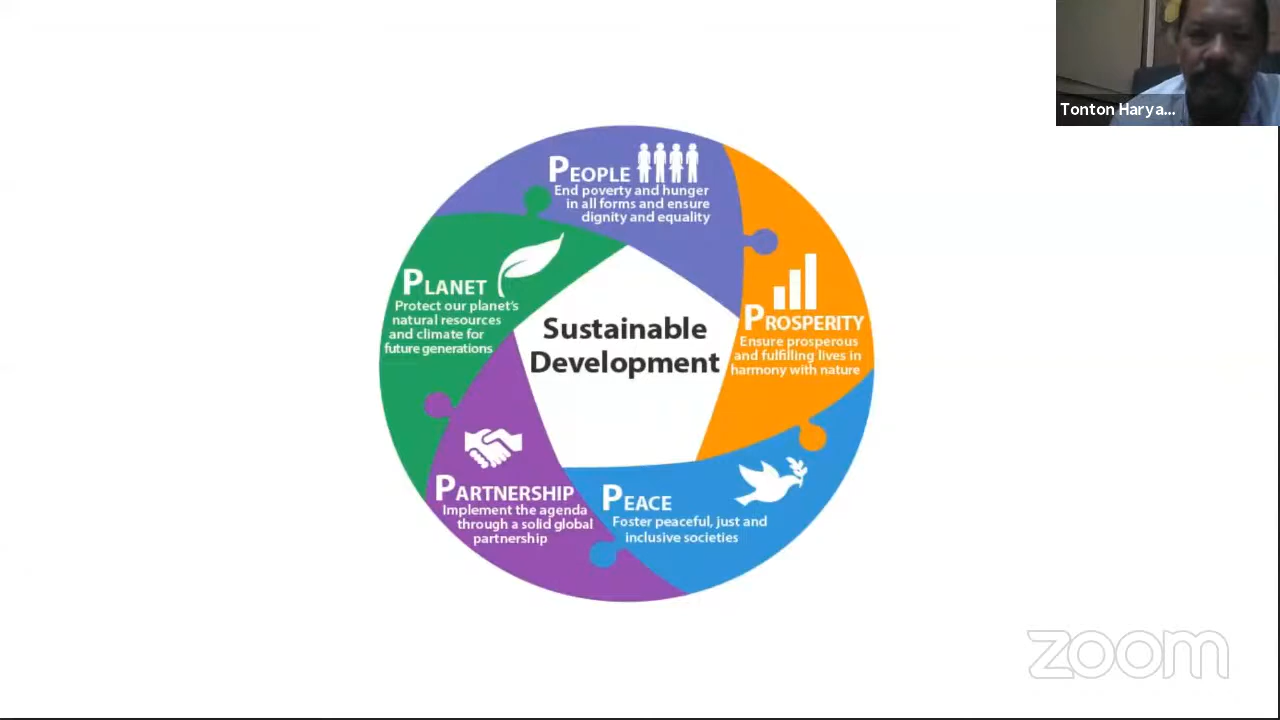 Tonton Harya...
PEOPLE
End poverty and hunger
in all forms and ensure
dignity and equality
PLANET
Protect our planet's
natural resources
and climate for
future generations
Sustainable
Development
PROSPERITY
Ensure prosperous
and fulfilling lives in
harmony with nature
PARTNERSHIP
Implement the agenda
through a solid global
partnership
PEACE
Foster peaceful, just and
inclusive societies
zoom